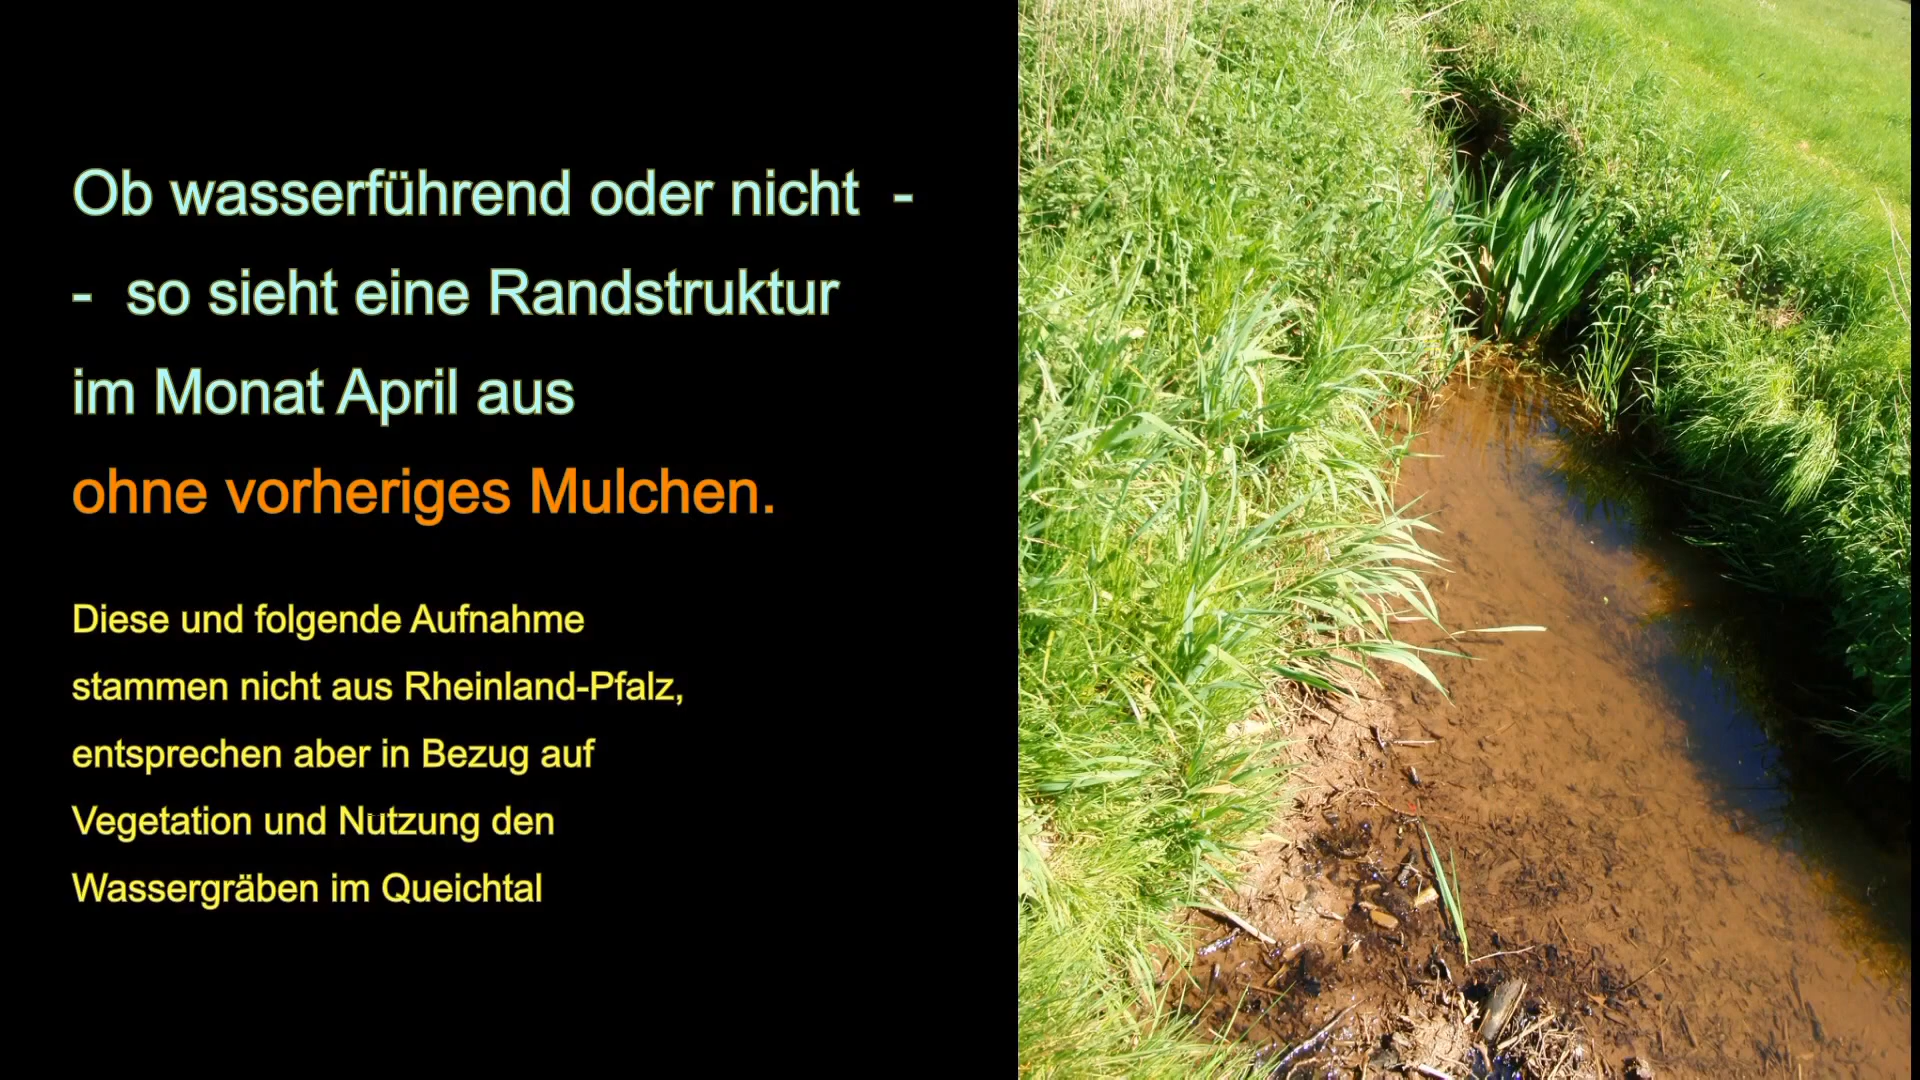 Ob wasserführend oder nicht  -
-  so sieht eine Randstruktur
im Monat April aus
ohne vorheriges Mulchen.
Diese und folgende Aufnahme
stammen nicht aus Rheinland-Pfalz,
entsprechen aber in Bezug auf
Vegetation und Nutzung den
Wassergräben im Queichtal